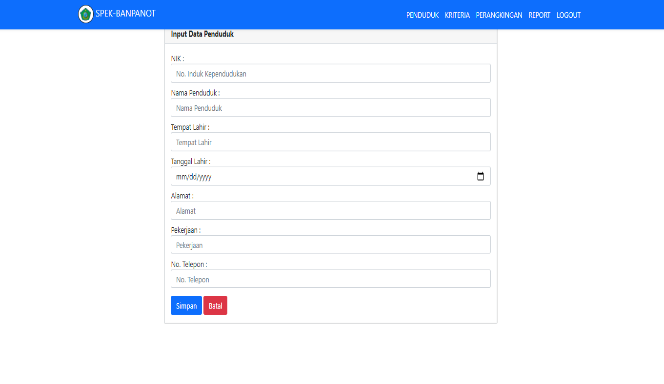 SPEK-BANPANOT
PENDUDUK KRITERIA PERANGKINGAN REPORT LOGOUT
Input Data Penduduk
NIK :
No. Induk Kependudukan
Nama Penduduk :
Nama Penduduk
Tempat Lahir :
Tempat Lahir
Tanggal Lahir :
mm/dd/yyyy
Alamat :
Alamat
Pekerjaan :
Pekerjaan
No. Telepon :
No. Telepon
Simpan Batal